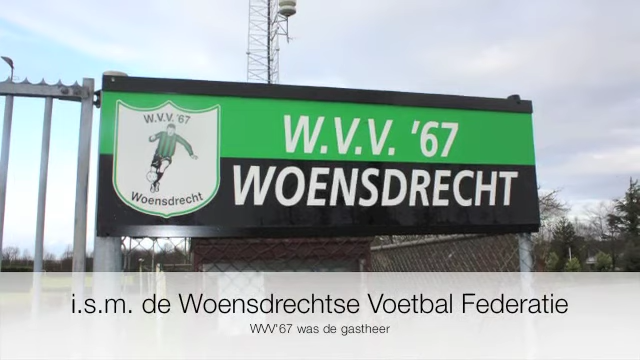 W.V.V. '67
Woensdrecht
W.V.V. '67
WOENSDRECHT
i.s.m. de Woensdrechtse Voetbal Federatie
WVV'67 was de gastheer